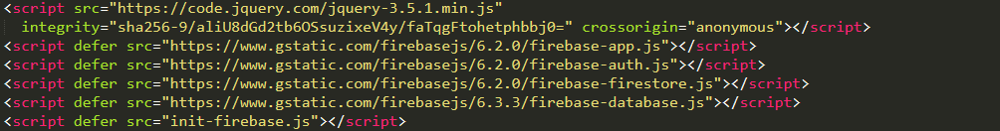 <script src="https://code.jquery.com/jquery-3.5.1.min.js"
integrity="sha256-9/aliU8dGd2tb6OSsuzixeV4y/faTqgFtohetphbbj0=" crossorigin="anonymous"></script>
<script defer src="https://www.gstatic.com/firebasejs/6.2.0/firebase-app.js"></script>
<script defer src="https://www.gstatic.com/firebasejs/6.2.0/firebase-auth.js"></script>
<script defer src="https://www.gstatic.com/firebasejs/6.2.0/firebase-firestore.js"></script>
<script defer src="https://www.gstatic.com/firebasejs/6.3.3/firebase-database.js"></script>
<script defer src="init-firebase.js"></script>